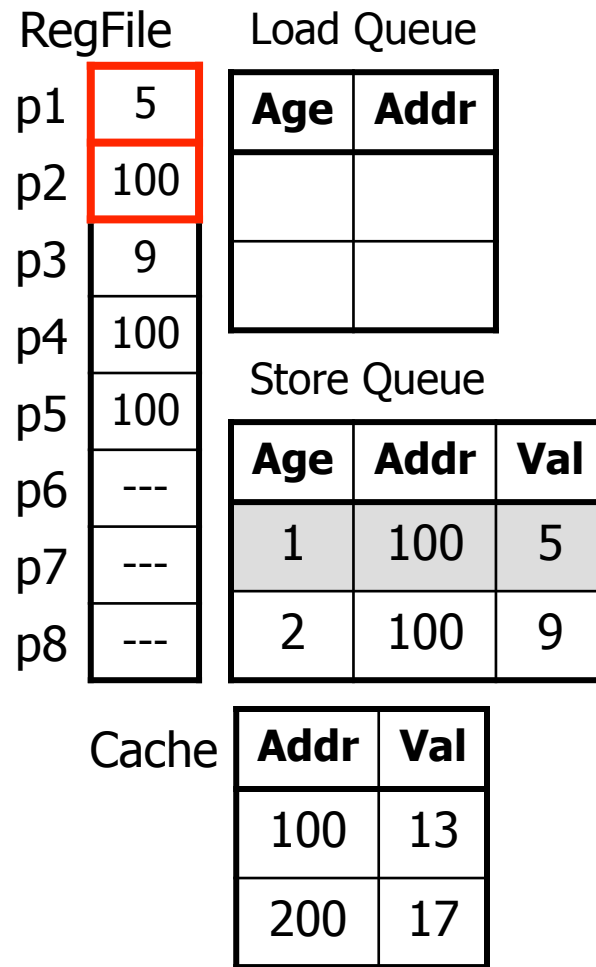 RegFile
p1 5
p2 100
p3 9
p4 100
p5 100
p6 ---
p7 ---
p8 ---
Load Queue
Age Addr
Store Queue
Age Addr Val
1 100 5
2 100 9
Cache
Addr Val
100 13
200 17